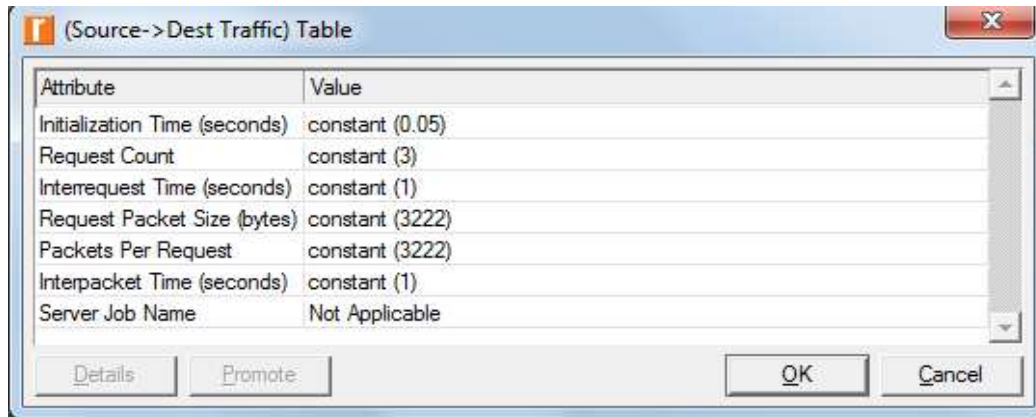 (Source->Dest Traffic) Table
Attribute Value
Initialization Time (seconds) constant (0.05)
Request Count constant (3)
Interrequest Time (seconds) constant (1)
Request Packet Size (bytes) constant (3222)
Packets Per Request constant (3222)
Interpacket Time (seconds) constant (1)
Server Job Name Not Applicable
Details Promote OK Cancel